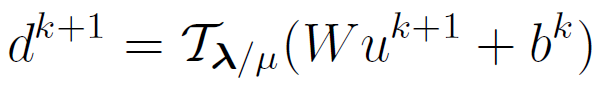 $d^{k+1} = \mathcal{T}_{\boldsymbol{\lambda}/\mu}(Wu^{k+1} + b^k)$